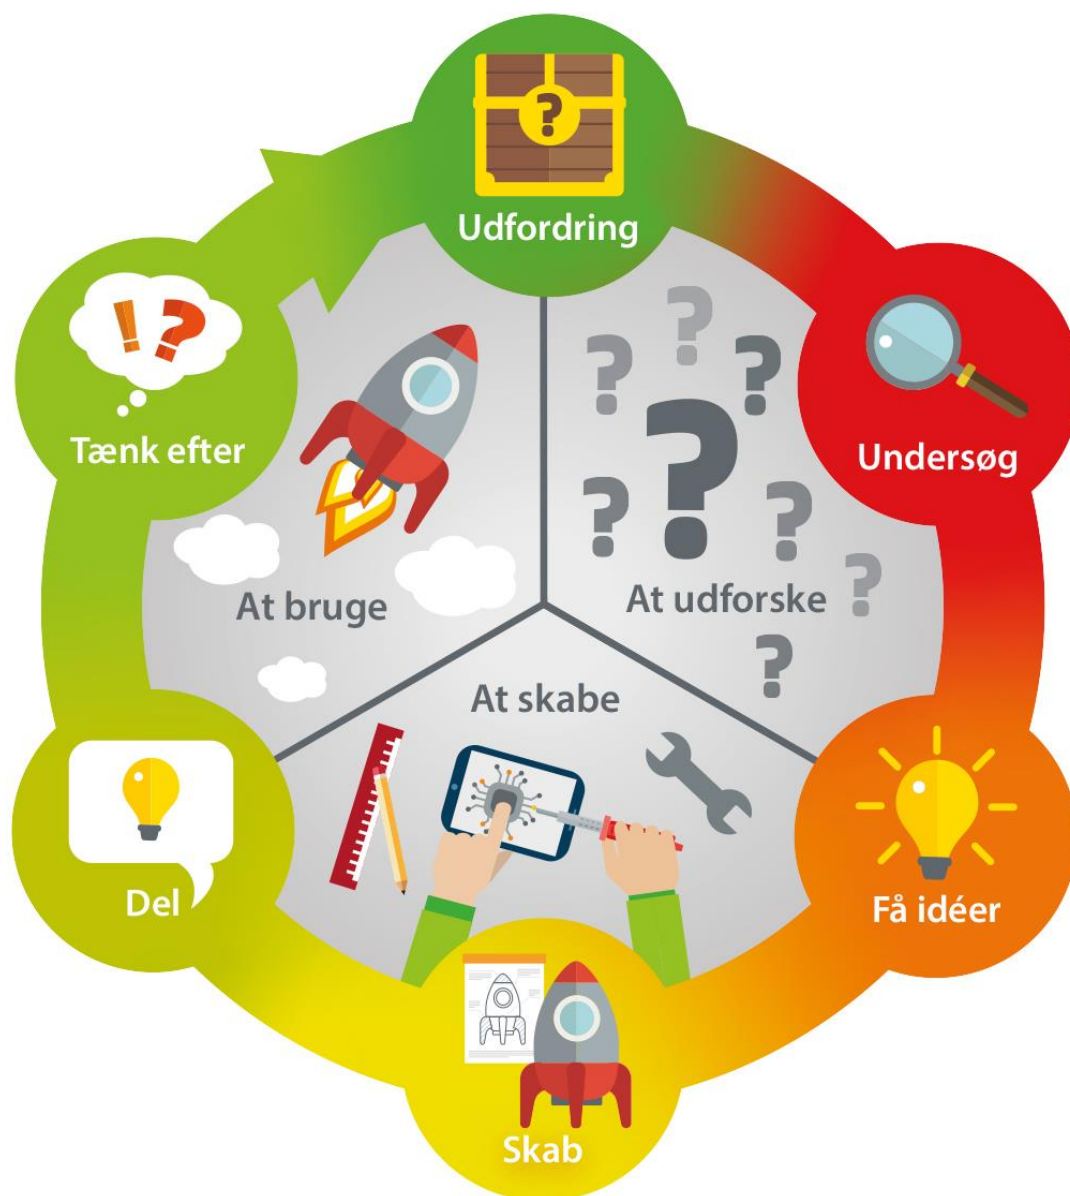 Udfordring
Undersøg
Få idéer
Skab
Del
Tænk efter
At udforske
At skabe
At bruge